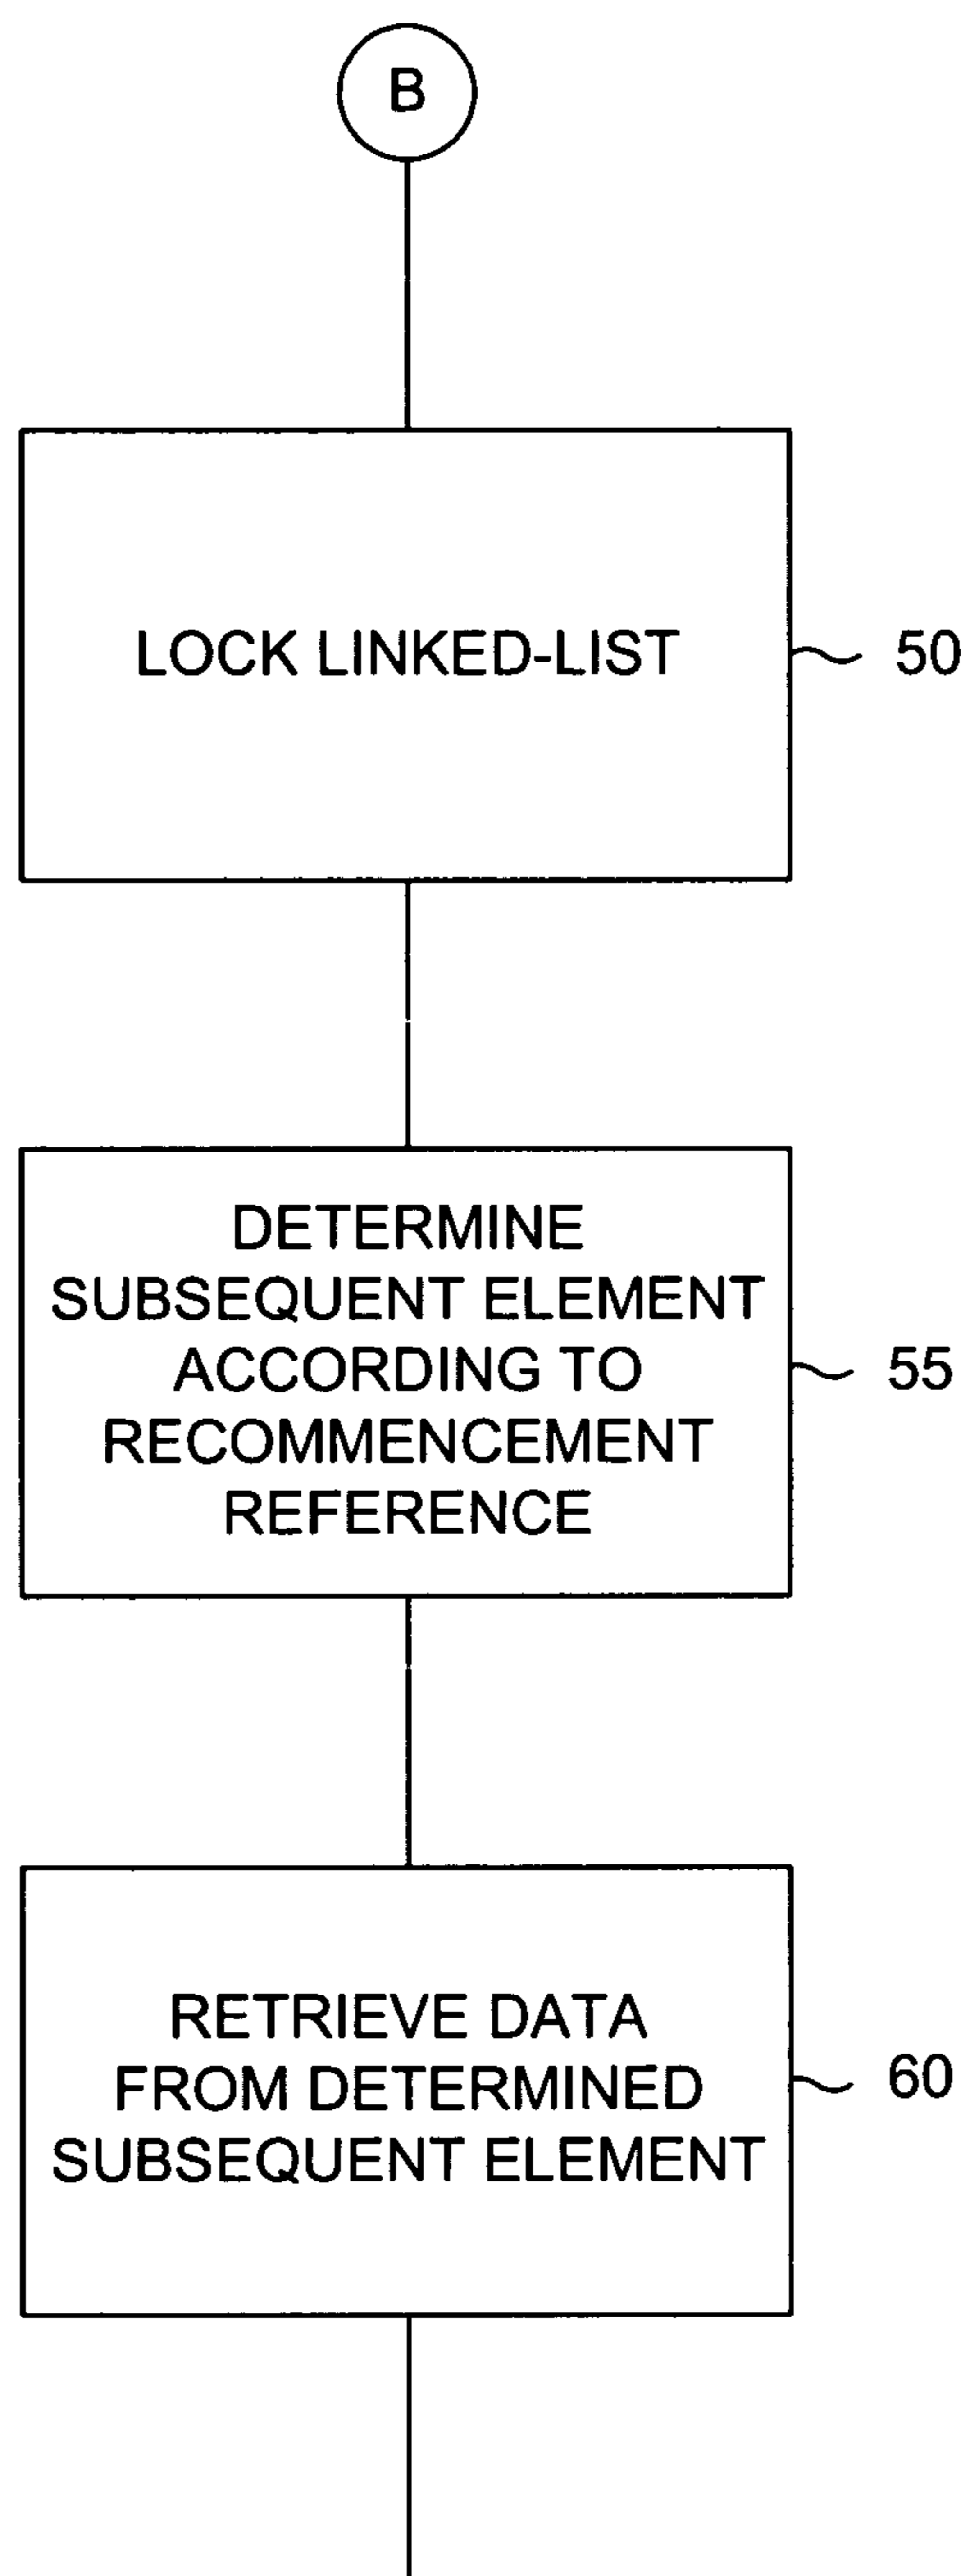 B
LOCK LINKED-LIST
50
DETERMINE
SUBSEQUENT ELEMENT
ACCORDING TO
RECOMMENCEMENT
REFERENCE
55
RETRIEVE DATA
FROM DETERMINED
SUBSEQUENT ELEMENT
60